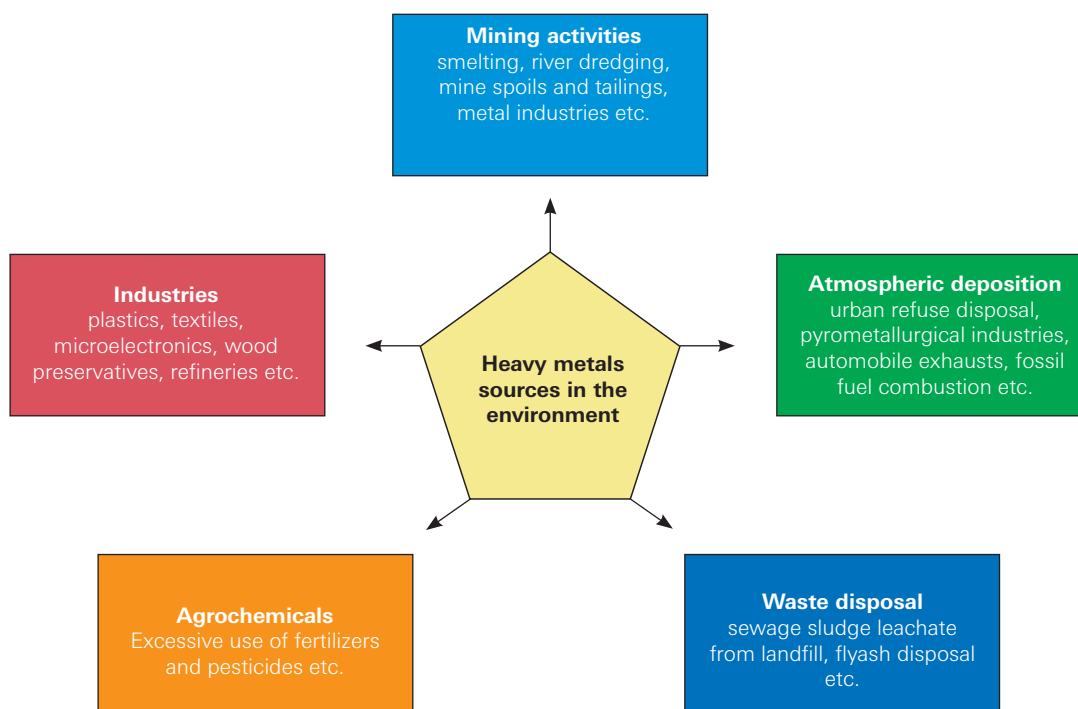 Mining activities
smelting, river dredging,
mine spoils and tailings,
metal industries etc.
Industries
plastics, textiles,
microelectronics, wood
preservatives, refineries etc.
Atmospheric deposition
urban refuse disposal,
pyrometallurgical industries,
automobile exhausts, fossil
fuel combustion etc.
Heavy metals
sources in the
environment
Agrochemicals
Excessive use of fertilizers
and pesticides etc.
Waste disposal
sewage sludge leachate
from landfill, flyash disposal
etc.